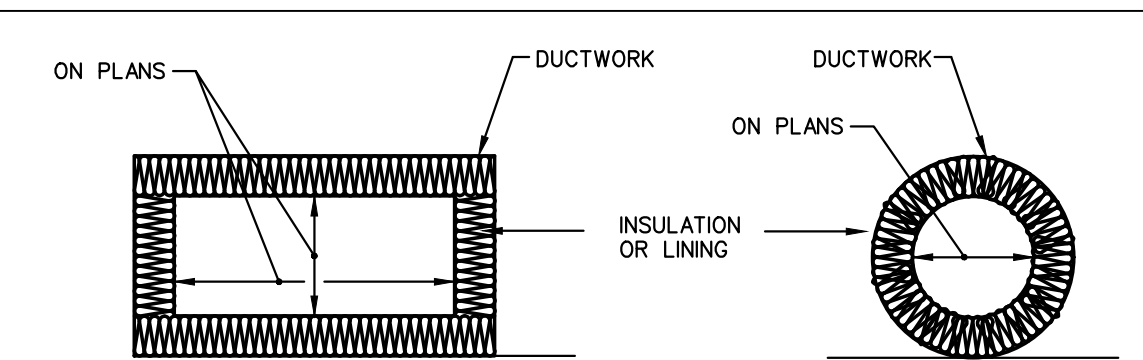 ON PLANS
DUCTWORK
DUCTWORK
ON PLANS
INSULATION
OR LINING